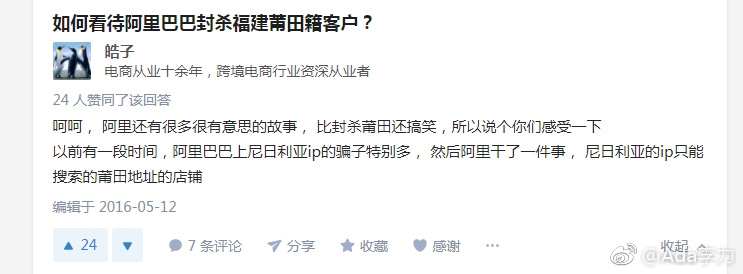 如何看待阿里巴巴封杀福建莆田籍客户？
皓子
电商从业十余年，跨境电商行业资深从业者
24 人赞同了该回答
呵呵， 阿里还有很多很有意思的故事， 比封杀莆田还搞笑，所以说个你们感受一下
以前有一段时间，阿里巴巴上尼日利亚ip的骗子特别多， 然后阿里干了一件事， 尼日利亚的ip只能
搜索的莆田地址的店铺
编辑于 2016-05-12
24 7 条评论 分享 收藏 感谢 ··· 收起
@Ada李力